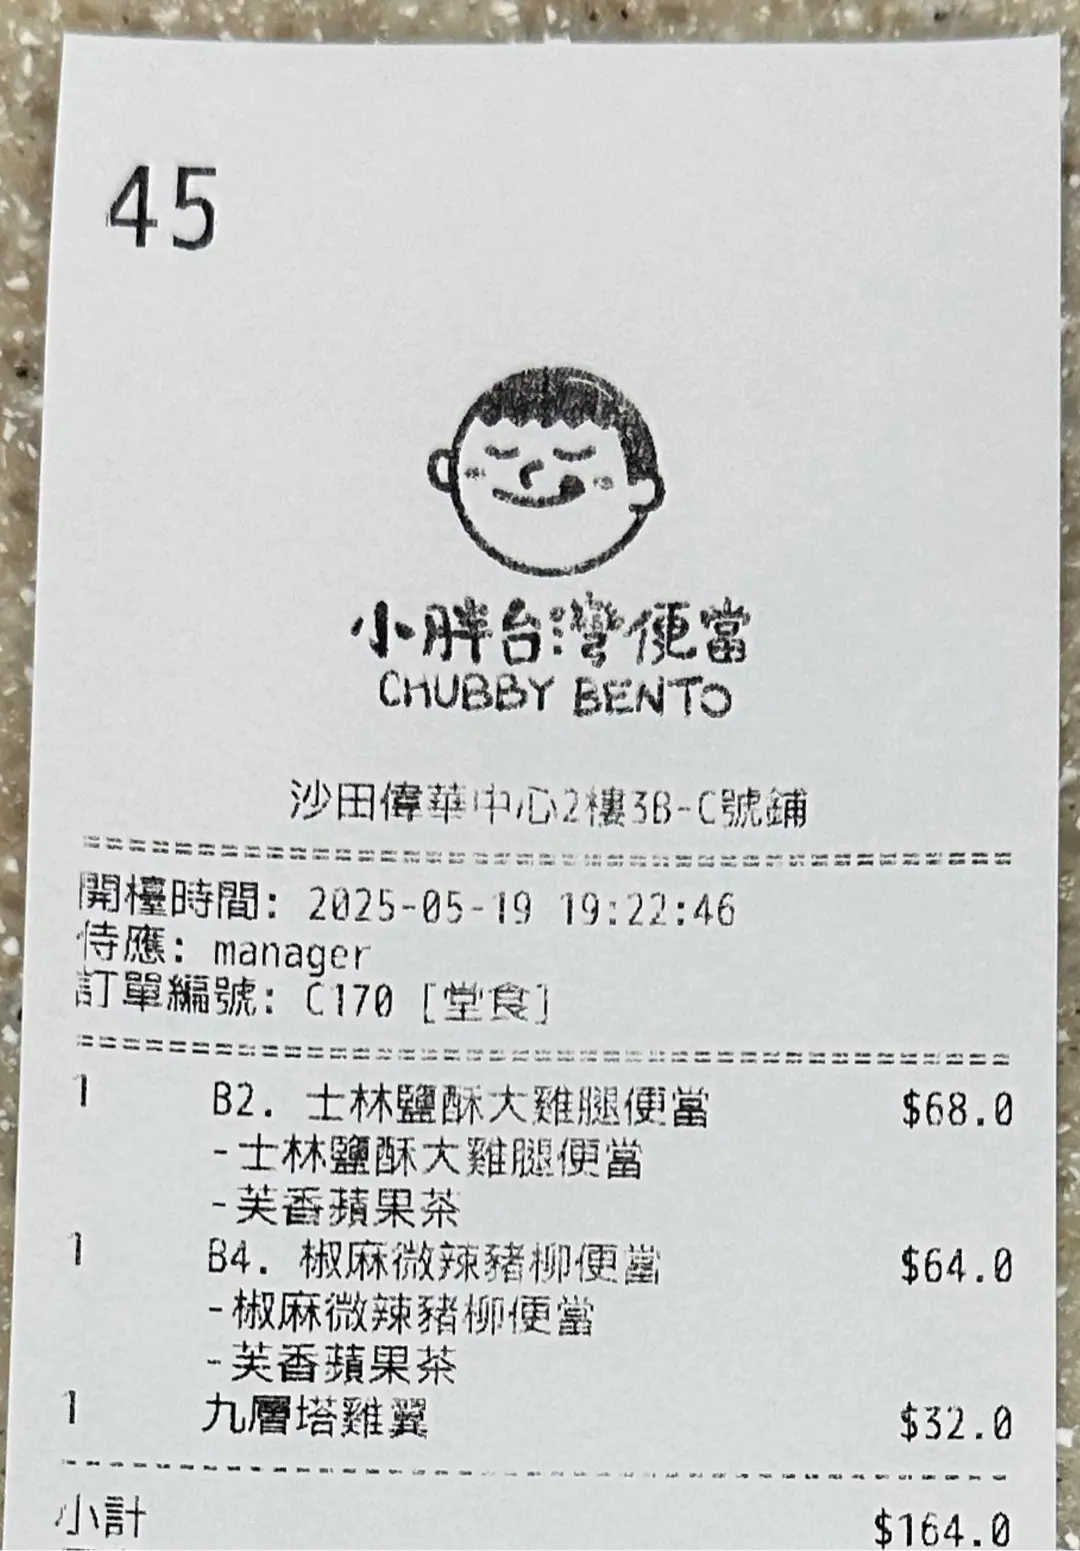 45
小胖台灣便當
CHUBBY BENTO
沙田偉華中心2樓3B-C號鋪
開檯時間: 2025-05-19 19:22:46
侍應: manager
訂單編號: C170 [堂食]
1 B2. 士林鹽酥大雞腿便當 $68.0
-士林鹽酥大雞腿便當
-芙香蘋果茶
1 B4. 椒麻微辣豬柳便當 $64.0
-椒麻微辣豬柳便當
-芙香蘋果茶
1 九層塔雞翼 $32.0
小計 $164.0